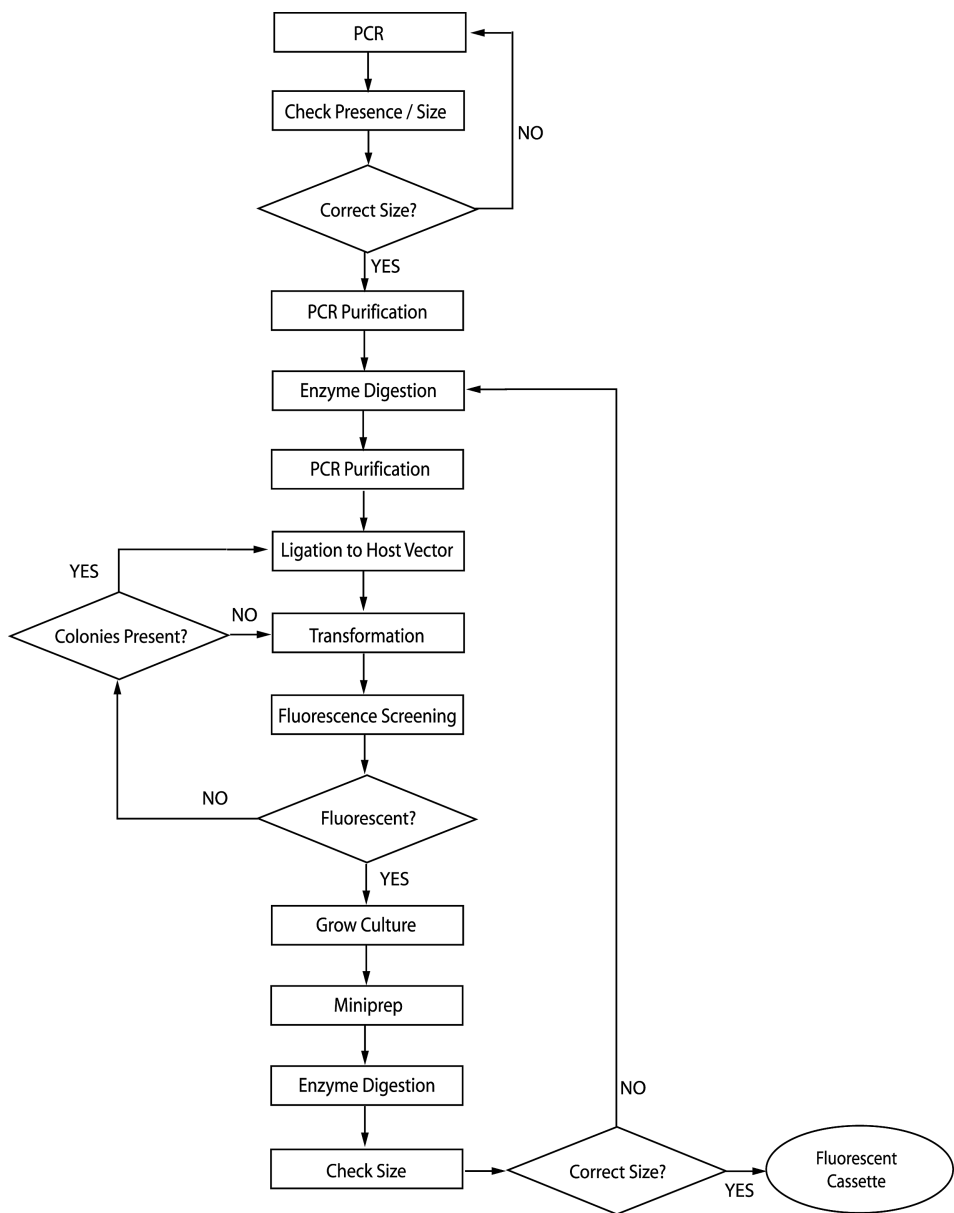 PCR
Check Presence / Size
NO
Correct Size?
YES
PCR Purification
Enzyme Digestion
PCR Purification
Ligation to Host Vector
YES
NO
Colonies Present?
Transformation
Fluorescence Screening
NO
Fluorescent?
YES
Grow Culture
Miniprep
Enzyme Digestion
NO
Check Size
Correct Size?
YES
Fluorescent
Cassette